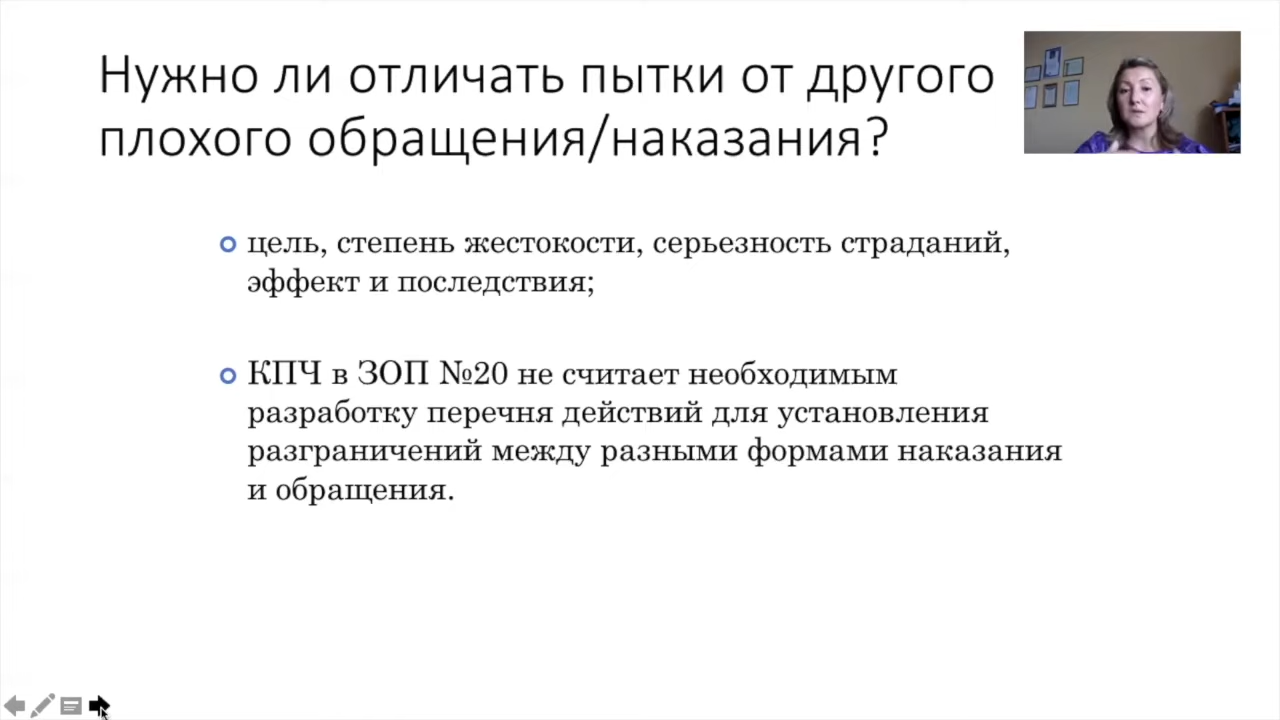 Нужно ли отличать пытки от другого
плохого обращения/наказания?
цель, степень жестокости, серьезность страданий,
эффект и последствия;
КПЧ в ЗОП №20 не считает необходимым
разработку перечня действий для установления
разграничений между разными формами наказания
и обращения.